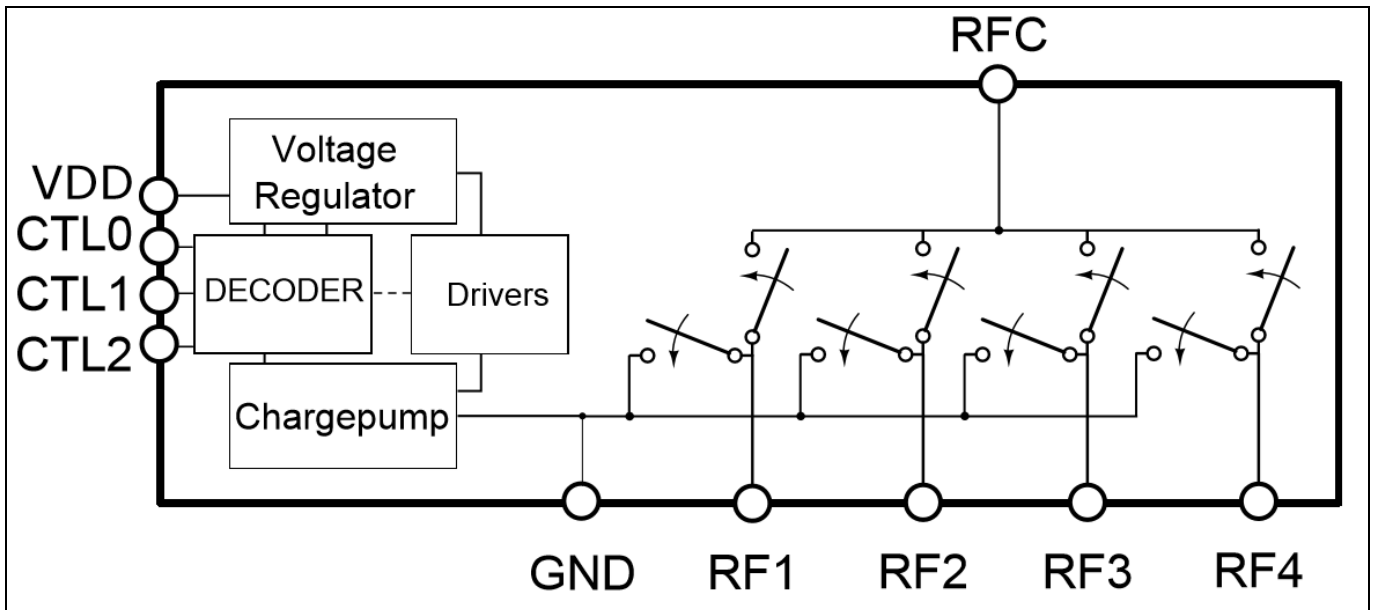 RFC
Voltage
Regulator
VDD
CTL0
CTL1
CTL2
DECODER
Drivers
Chargepump
GND
RF1
RF2
RF3
RF4